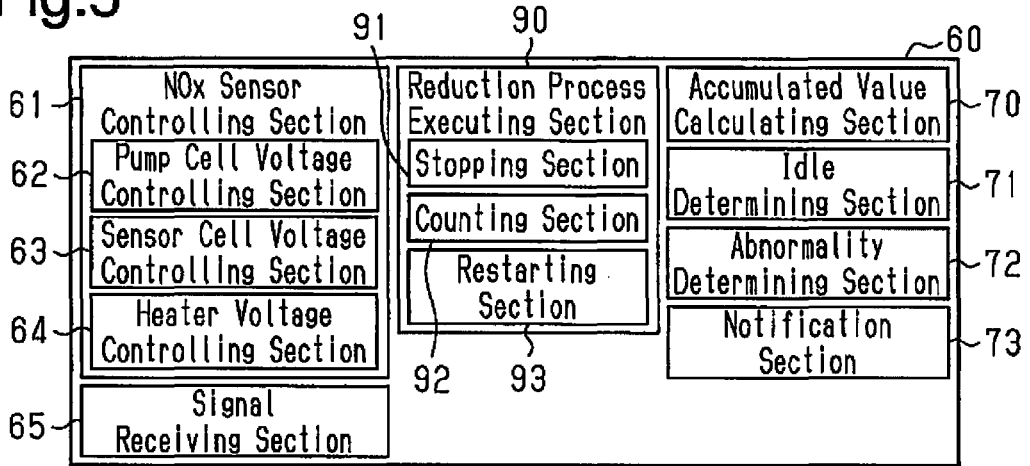 Fig.5
60
61
NOx Sensor
Controlling Section
62
Pump Cell Voltage
Controlling Section
63
Sensor Cell Voltage
Controlling Section
64
Heater Voltage
Controlling Section
65
Signal
Receiving Section
90
Reduction Process
Executing Section
91
Stopping Section
Counting Section
92
Restarting
Section
93
Accumulated Value
Calculating Section
70
Idle
Determining Section
71
Abnormality
Determining Section
72
Notification
Section
73